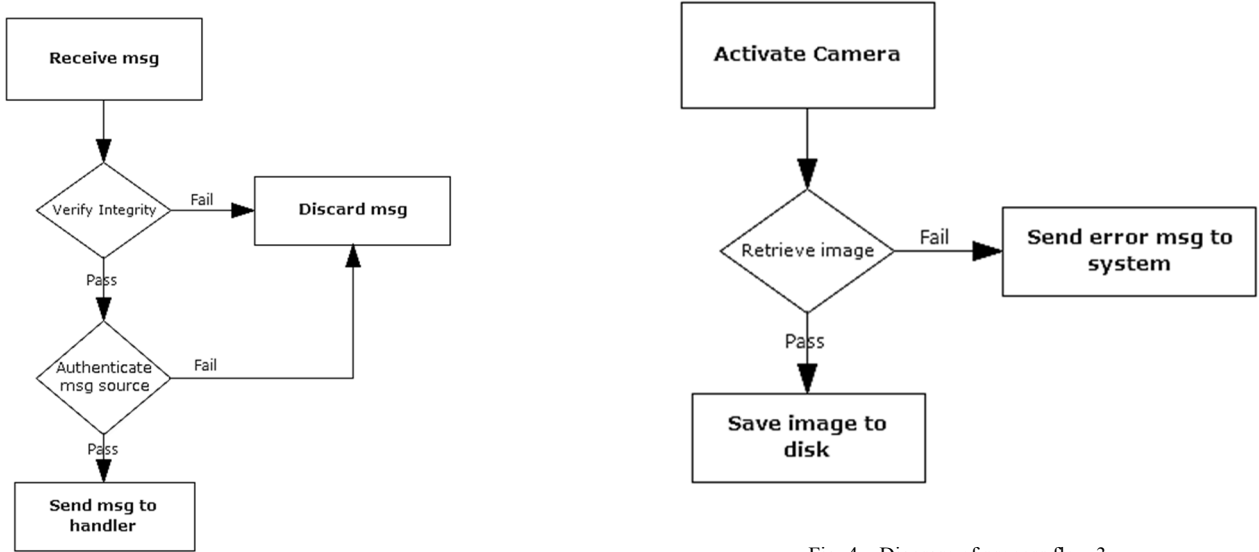 Receive msg
Verify Integrity
Fail
Discard msg
Pass
Authenticate
msg source
Fail
Pass
Send msg to
handler
Activate Camera
Retrieve image
Fail
Send error msg to
system
Pass
Save image to
disk